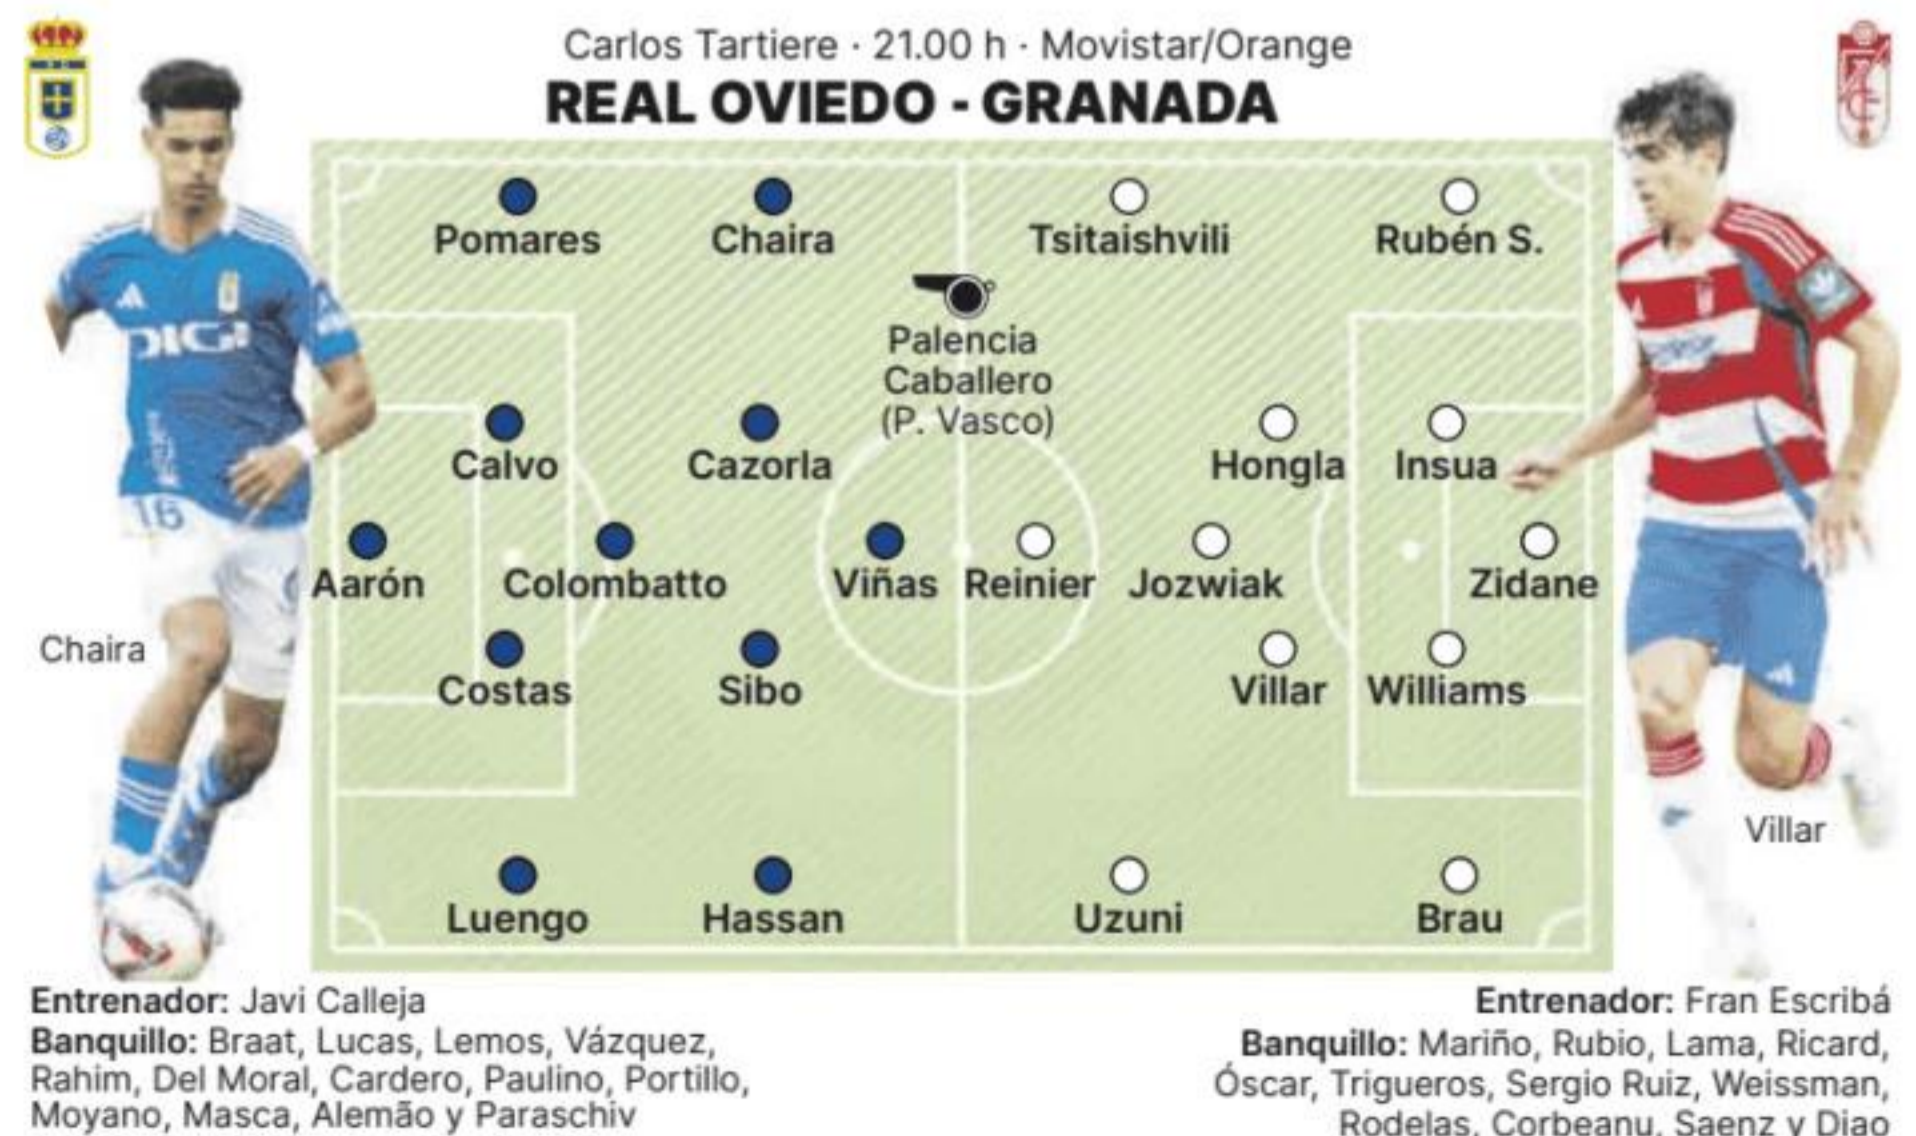 Carlos Tartiere · 21.00 h · Movistar/Orange
REAL OVIEDO - GRANADA
Pomares
Chaira
Tsitaishvili
Rubén S.
Palencia
Caballero
(P. Vasco)
DIGI
Calvo
Cazorla
Hongla
Insua
16
Aarón
Colombatto
Viñas
Reinier
Jozwiak
Zidane
Chaira
Costas
Sibo
Villar
Williams
Villar
Luengo
Hassan
Uzuni
Brau
Entrenador: Javi Calleja
Banquillo: Braat, Lucas, Lemos, Vázquez,
Rahim, Del Moral, Cardero, Paulino, Portillo,
Moyano, Masca, Alemão y Paraschiv
Entrenador: Fran Escribá
Banquillo: Mariño, Rubio, Lama, Ricard,
Óscar, Trigueros, Sergio Ruiz, Weissman,
Rodelas, Corbeanu, Saenz y Diao